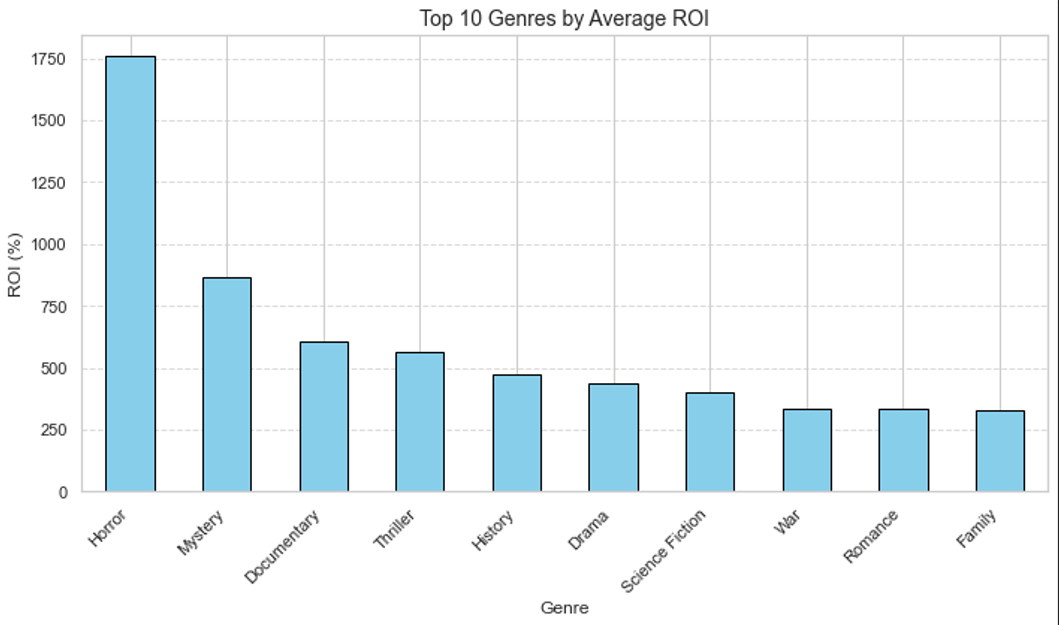 Top 10 Genres by Average ROI
ROI (%)
1750
1500
1250
1000
750
500
250
0
Horror
Mystery
Documentary
Thriller
History
Drama
Science Fiction
War
Romance
Family
Genre